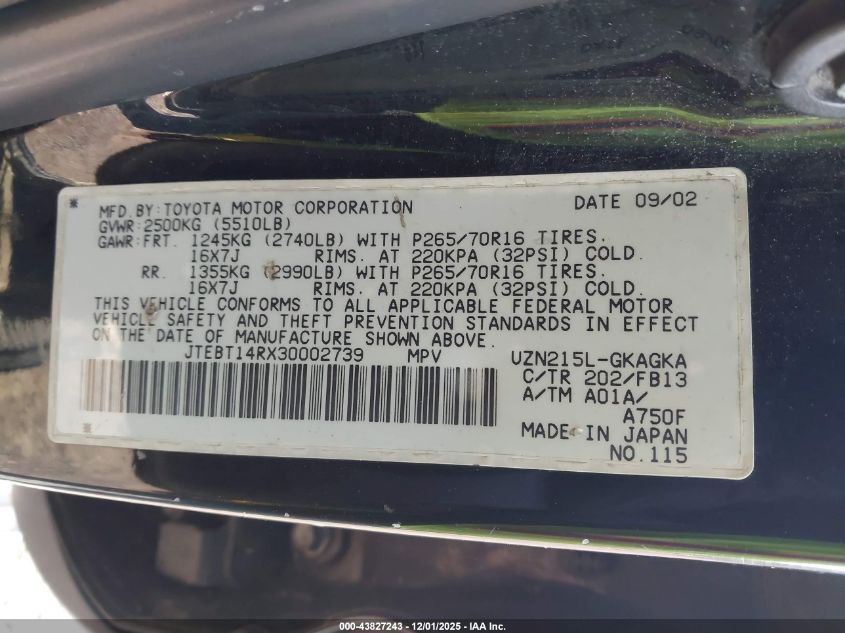 MFD. BY: TOYOTA MOTOR CORPORATION DATE 09/02
GVWR: 2500KG (5510LB)
GAWR: FRT. 1245KG (2740LB) WITH P265/70R16 TIRES.
16X7J RIMS. AT 220KPA (32PSI) COLD.
RR. 1355KG (2990LB) WITH P265/70R16 TIRES.
16X7J RIMS. AT 220KPA (32PSI) COLD.
THIS VEHICLE CONFORMS TO ALL APPLICABLE FEDERAL MOTOR
VEHICLE SAFETY AND THEFT PREVENTION STANDARDS IN EFFECT
ON THE DATE OF MANUFACTURE SHOWN ABOVE.
JTEBT14RX30002739 MPV UZN215L-GKAGKA
C/TR 202/FB13
A/TM A01A/
A750F
MADE IN JAPAN
NO.115
000-43827243 | 12/01/2025 - IAA Inc.